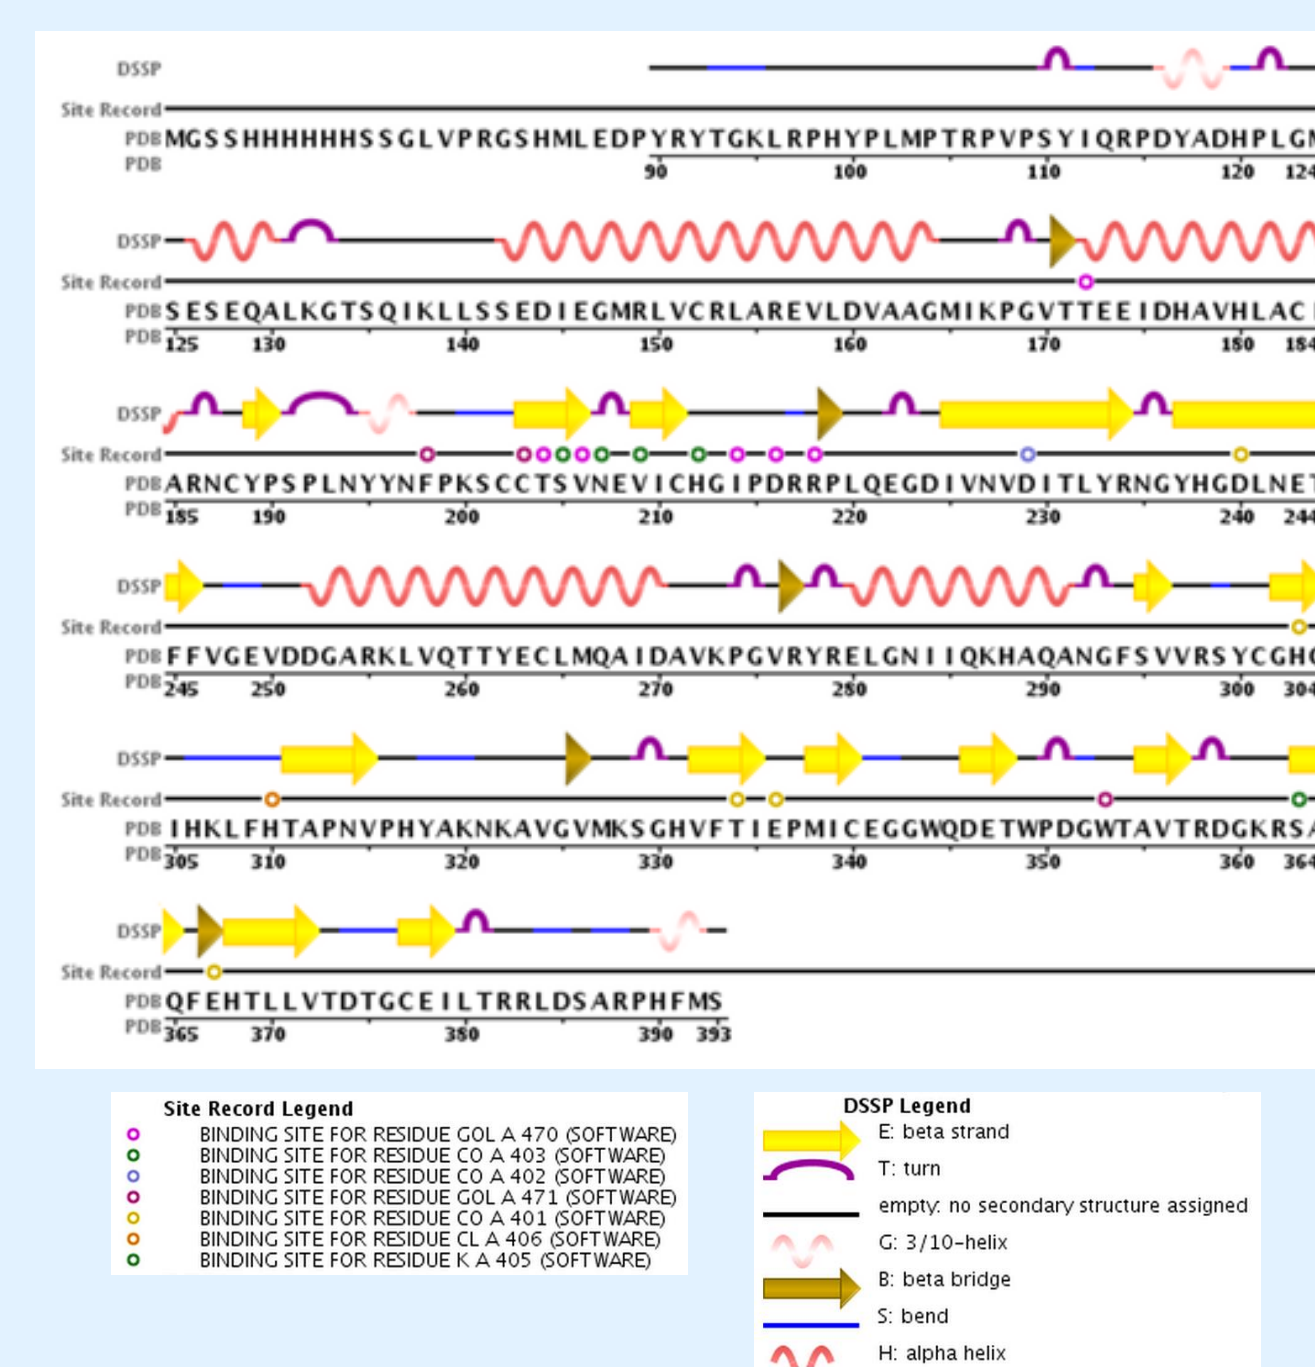 DSSP
Site Record
PDB MGSSHHHHHHSSGLVPRGSHMLEDPYRYTGKLRPHYPLMPTRPVPSYIQRPDYADHPLGM
PDB 90 100 110 120 124
DSSP
Site Record
PDB SESEQALKGTSQIKLLSSEDIEGMRLVCRLAREVLDVAAGMIKPGVTTEEIDHAVHLAC
PDB 125 130 140 150 160 170 180 184
DSSP
Site Record
PDB ARNCYPSPLNYYNFPKSCCTSVNEVICHGIPDRRPLQEGDIVNVDITLYRNGYHGDLNET
PDB 185 190 200 210 220 230 240 244
DSSP
Site Record
PDB FFVGEVDDGARKLVQTTYECLMQAIDAVKPGVRYRELGNIIQKHAQANGFSVVRSYCGH
PDB 245 250 260 270 280 290 300 304
DSSP
Site Record
PDB IHKLFHTAPNVPHYAKNKAVGVMKSGHVFTIEPMICEGGWQDETWPDGWTAVTRDGKRSA
PDB 305 310 320 330 340 350 360 364
DSSP
Site Record
PDB QFEHTLLVTDTGCEILTRRLDSARPHFMS
PDB 365 370 380 390 393
Site Record Legend
BINDING SITE FOR RESIDUE GOL A 470 (SOFTWARE)
BINDING SITE FOR RESIDUE CO A 403 (SOFTWARE)
BINDING SITE FOR RESIDUE CO A 402 (SOFTWARE)
BINDING SITE FOR RESIDUE GOL A 471 (SOFTWARE)
BINDING SITE FOR RESIDUE CO A 401 (SOFTWARE)
BINDING SITE FOR RESIDUE CL A 406 (SOFTWARE)
BINDING SITE FOR RESIDUE K A 405 (SOFTWARE)
DSSP Legend
E: beta strand
T: turn
empty: no secondary structure assigned
G: 3/10-helix
B: beta bridge
S: bend
H: alpha helix